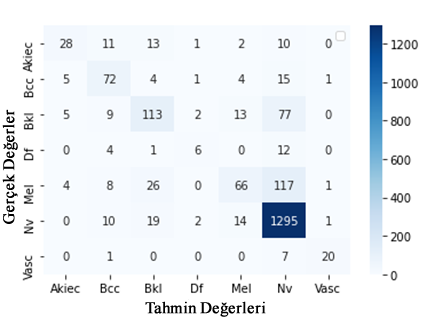 Akiec 28 11 13 1 2 10 0
Bcc 5 72 4 1 4 15 1
Bkl 5 9 113 2 13 77 0
Df 0 4 1 6 0 12 0
Mel 4 8 26 0 66 117 1
Nv 0 10 19 2 14 1295 1
Vasc 0 1 0 0 0 7 20
Akiec Bcc Bkl Df Mel Nv Vasc
Gerçek Değerler
Tahmin Değerleri
1200
1000
800
600
400
200
0